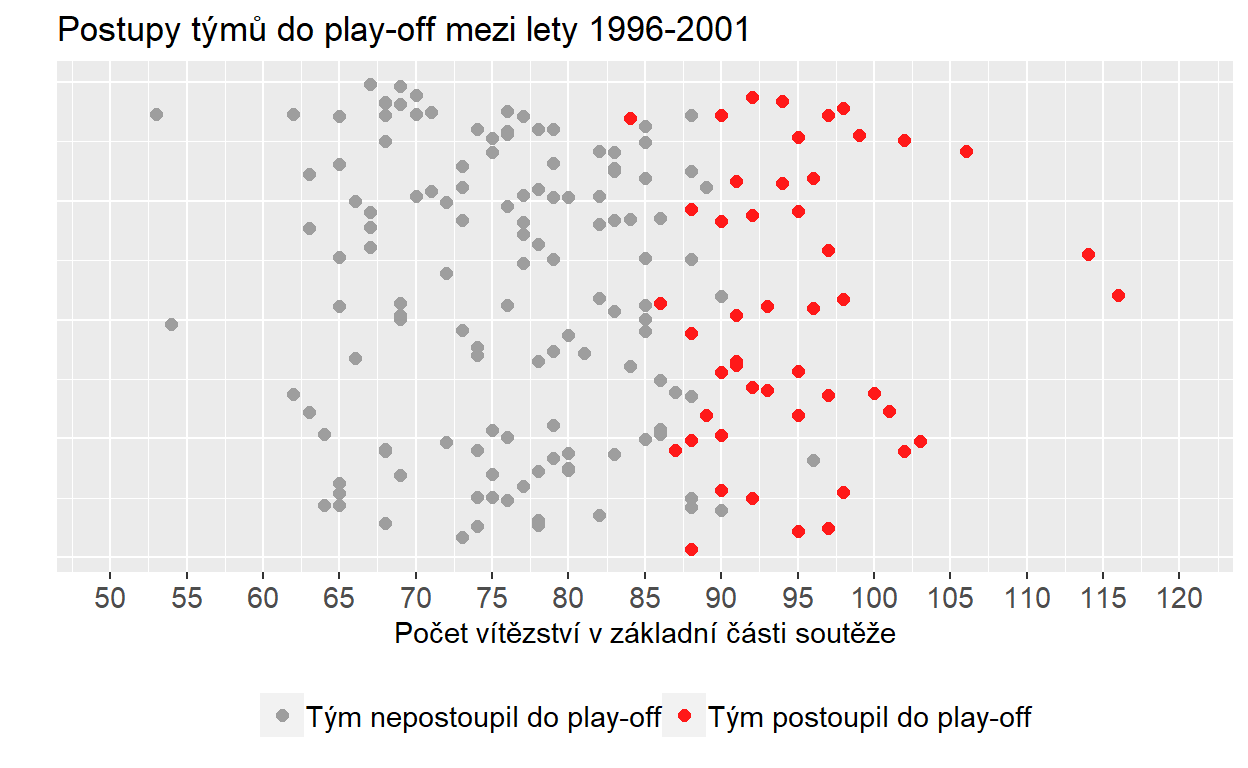 Postupy týmů do play-off mezi lety 1996-2001
50 55 60 65 70 75 80 85 90 95 100 105 110 115 120
Počet vítězství v základní části soutěže
Tým nepostoupil do play-off Tým postoupil do play-off